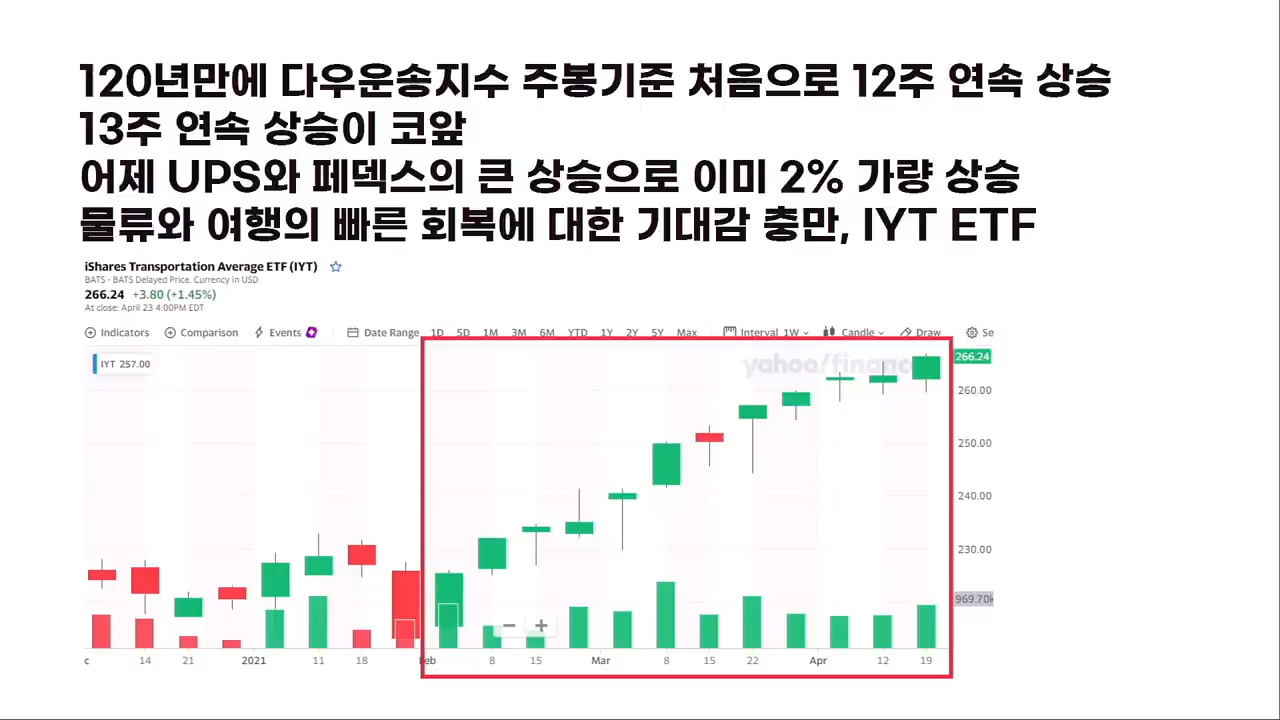 120년만에 다우운송지수 주봉기준 처음으로 12주 연속 상승
13주 연속 상승이 코앞
어제 UPS와 페덱스의 큰 상승으로 이미 2% 가량 상승
물류와 여행의 빠른 회복에 대한 기대감 충만, IYT ETF
iShares Transportation Average ETF (IYT)
BATS - BATS Delayed Price. Currency in USD
266.24 +3.80 (+1.45%)
At close: April 23 4:00PM EDT
Indicators Comparison Events Date Range 1D 5D 1M 3M 6M YTD 1Y 2Y 5Y Max Interval 1W Candle Draw Se
IYT 257.00
yahoo!financ
266.24
260.00
250.00
240.00
230.00
969.70k
c 14 21 2021 11 18 Feb 8 15 Mar 8 15 22 Apr 12 19